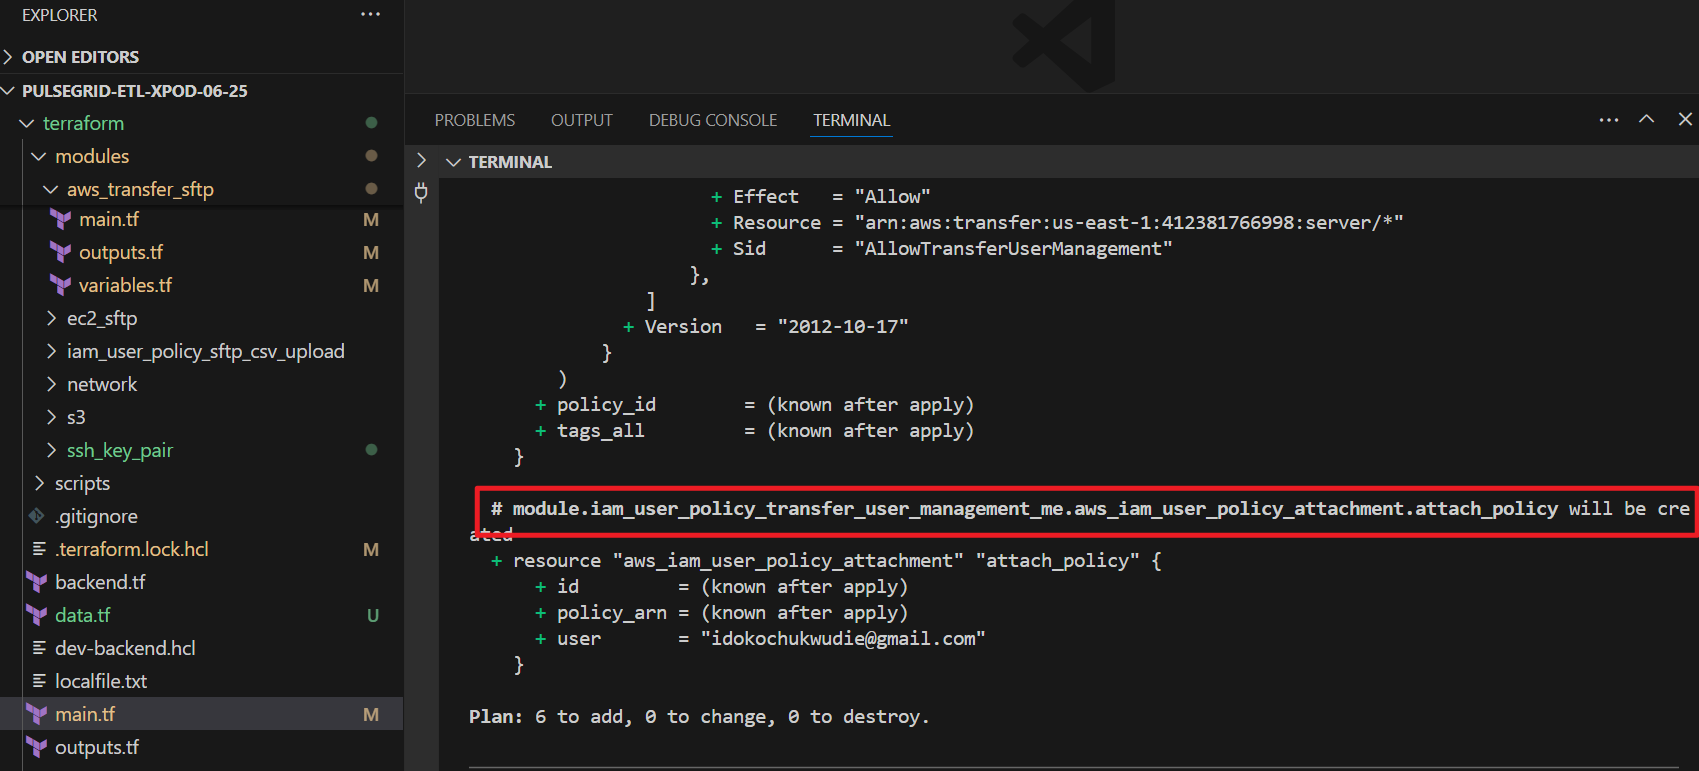 EXPLORER
···
OPEN EDITORS
PULSEGRID-ETL-XPOD-06-25
terraform
modules
aws_transfer_sftp
main.tf M
outputs.tf M
variables.tf M
ec2_sftp
iam_user_policy_sftp_csv_upload
network
s3
ssh_key_pair
scripts
.gitignore
.terraform.lock.hcl M
backend.tf
data.tf U
dev-backend.hcl
localfile.txt
main.tf M
outputs.tf
PROBLEMS OUTPUT DEBUG CONSOLE TERMINAL
···
TERMINAL
+ Effect   = "Allow"
+ Resource = "arn:aws:transfer:us-east-1:412381766998:server/*"
+ Sid      = "AllowTransferUserManagement"
},
]
+ Version   = "2012-10-17"
}
)
+ policy_id        = (known after apply)
+ tags_all         = (known after apply)
}
# module.iam_user_policy_transfer_user_management_me.aws_iam_user_policy_attachment.attach_policy will be cre
ated
+ resource "aws_iam_user_policy_attachment" "attach_policy" {
+ id         = (known after apply)
+ policy_arn = (known after apply)
+ user       = "idokochukwudie@gmail.com"
}
Plan: 6 to add, 0 to change, 0 to destroy.